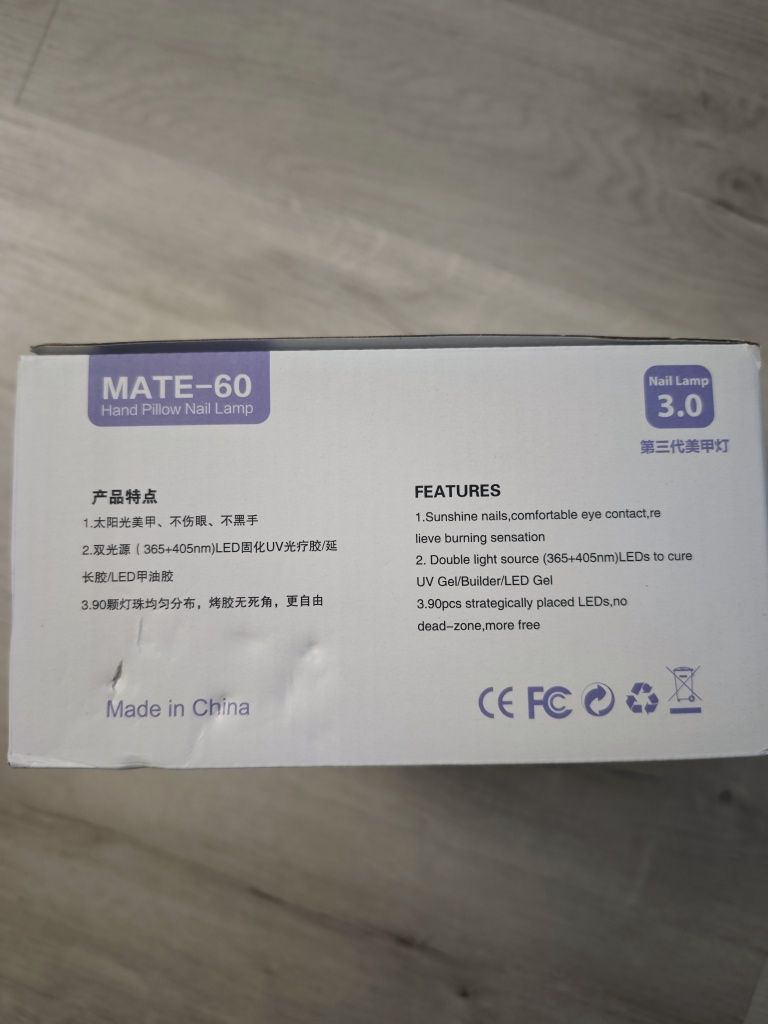 MATE-60
Hand Pillow Nail Lamp
Nail Lamp
3.0
第三代美甲灯
产品特点
1.太阳光美甲、不伤眼、不黑手
2.双光源（365+405nm)LED固化UV光疗胶/延
长胶/LED甲油胶
3.90颗灯珠均匀分布，烤胶无死角，更自由
FEATURES
1.Sunshine nails,comfortable eye contact,re
lieve burning sensation
2. Double light source (365+405nm)LEDs to cure
UV Gel/Builder/LED Gel
3.90pcs strategically placed LEDs,no
dead-zone,more free
Made in China
CE FC